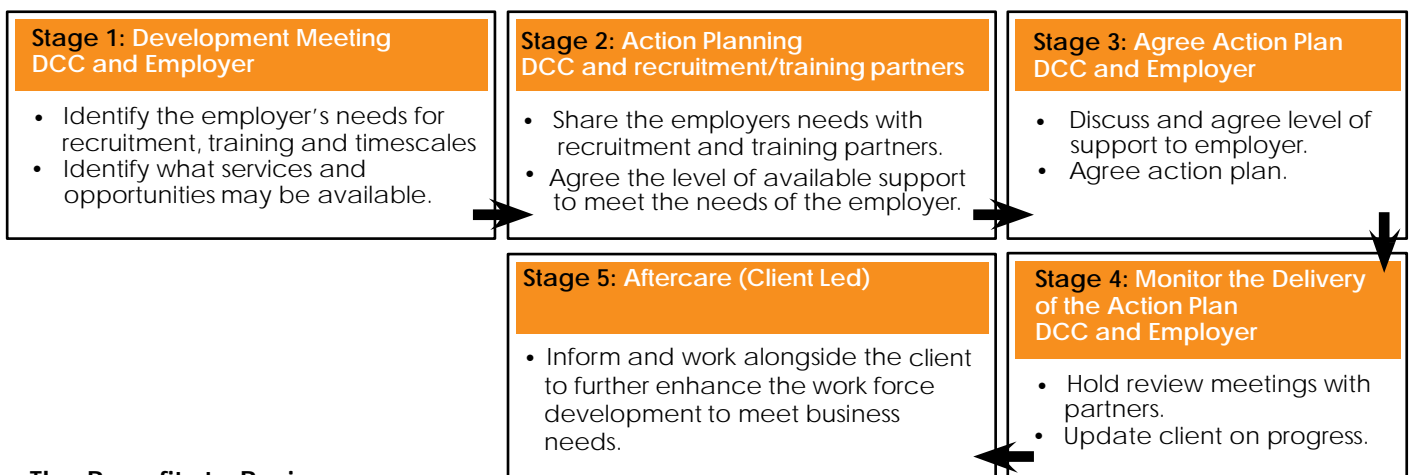 Stage 1: Development Meeting
DCC and Employer
• Identify the employer’s needs for
recruitment, training and timescales
• Identify what services and
opportunities may be available.
Stage 2: Action Planning
DCC and recruitment/training partners
• Share the employers needs with
recruitment and training partners.
• Agree the level of available support
to meet the needs of the employer.
Stage 3: Agree Action Plan
DCC and Employer
• Discuss and agree level of
support to employer.
• Agree action plan.
Stage 4: Monitor the Delivery
of the Action Plan
DCC and Employer
• Hold review meetings with
partners.
• Update client on progress.
Stage 5: Aftercare (Client Led)
• Inform and work alongside the client
to further enhance the work force
development to meet business
needs.
The Benefits to